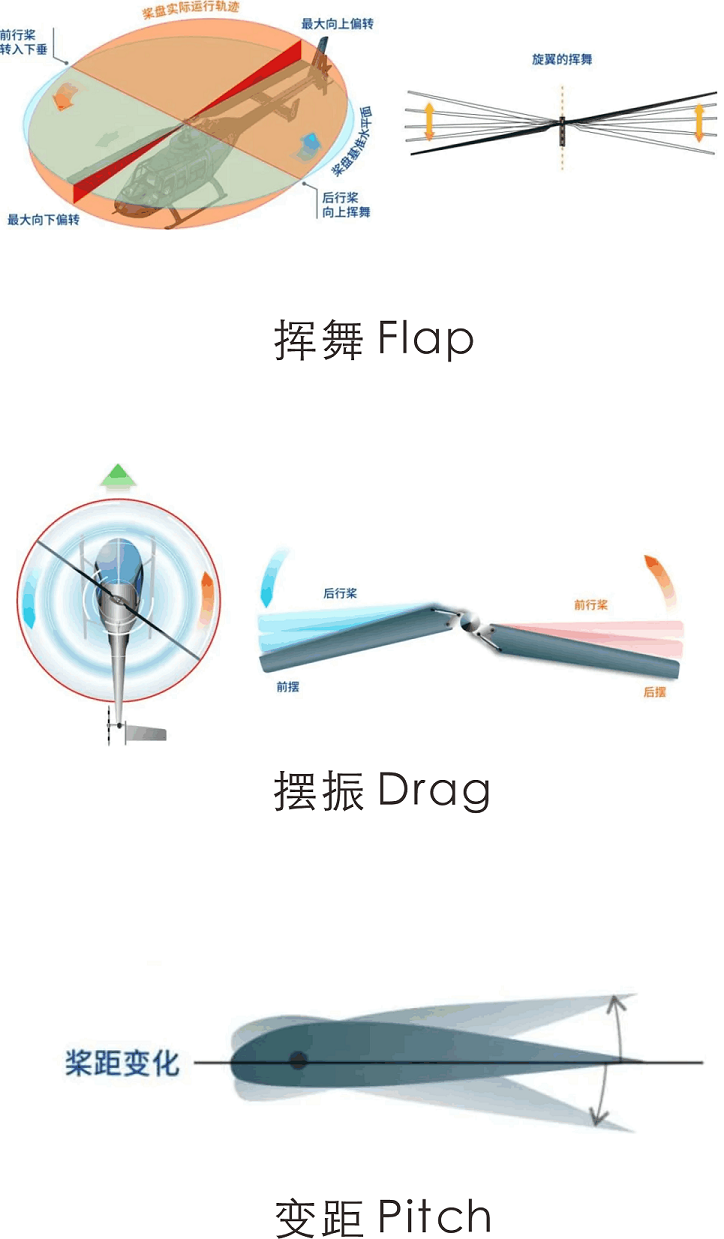 桨盘实际运行轨迹
最大向上偏转
前行桨
转入下垂
桨盘基准水平面
后行桨
向上挥舞
最大向下偏转
旋翼的挥舞
挥舞 Flap
后行桨
前行桨
前摆
后摆
摆振 Drag
桨距变化
变距 Pitch